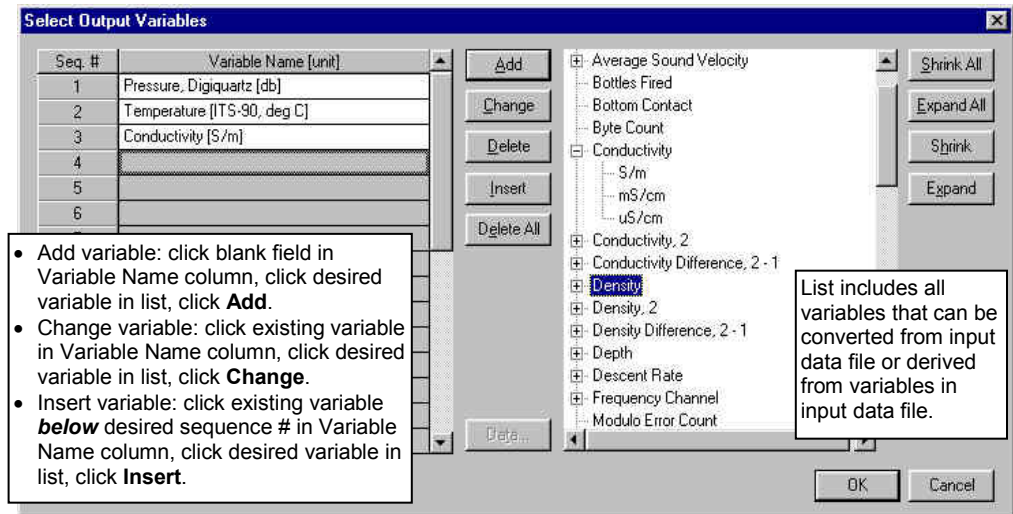 Select Output Variables
Seq. # Variable Name [unit]
1 Pressure, Digiquartz [db]
2 Temperature [ITS-90, deg C]
3 Conductivity [S/m]
4
5
6
Add
Change
Delete
Insert
Delete All
Data...
Average Sound Velocity
Bottles Fired
Bottom Contact
Byte Count
Conductivity
S/m
mS/cm
uS/cm
Conductivity, 2
Conductivity Difference, 2 - 1
Density
Density, 2
Density Difference, 2 - 1
Depth
Descent Rate
Frequency Channel
Modulo Error Count
Shrink All
Expand All
Shrink
Expand
• Add variable: click blank field in
Variable Name column, click desired
variable in list, click Add.
• Change variable: click existing variable
in Variable Name column, click desired
variable in list, click Change.
• Insert variable: click existing variable
below desired sequence # in Variable
Name column, click desired variable in
list, click Insert.
List includes all
variables that can be
converted from input
data file or derived
from variables in
input data file.
OK
Cancel